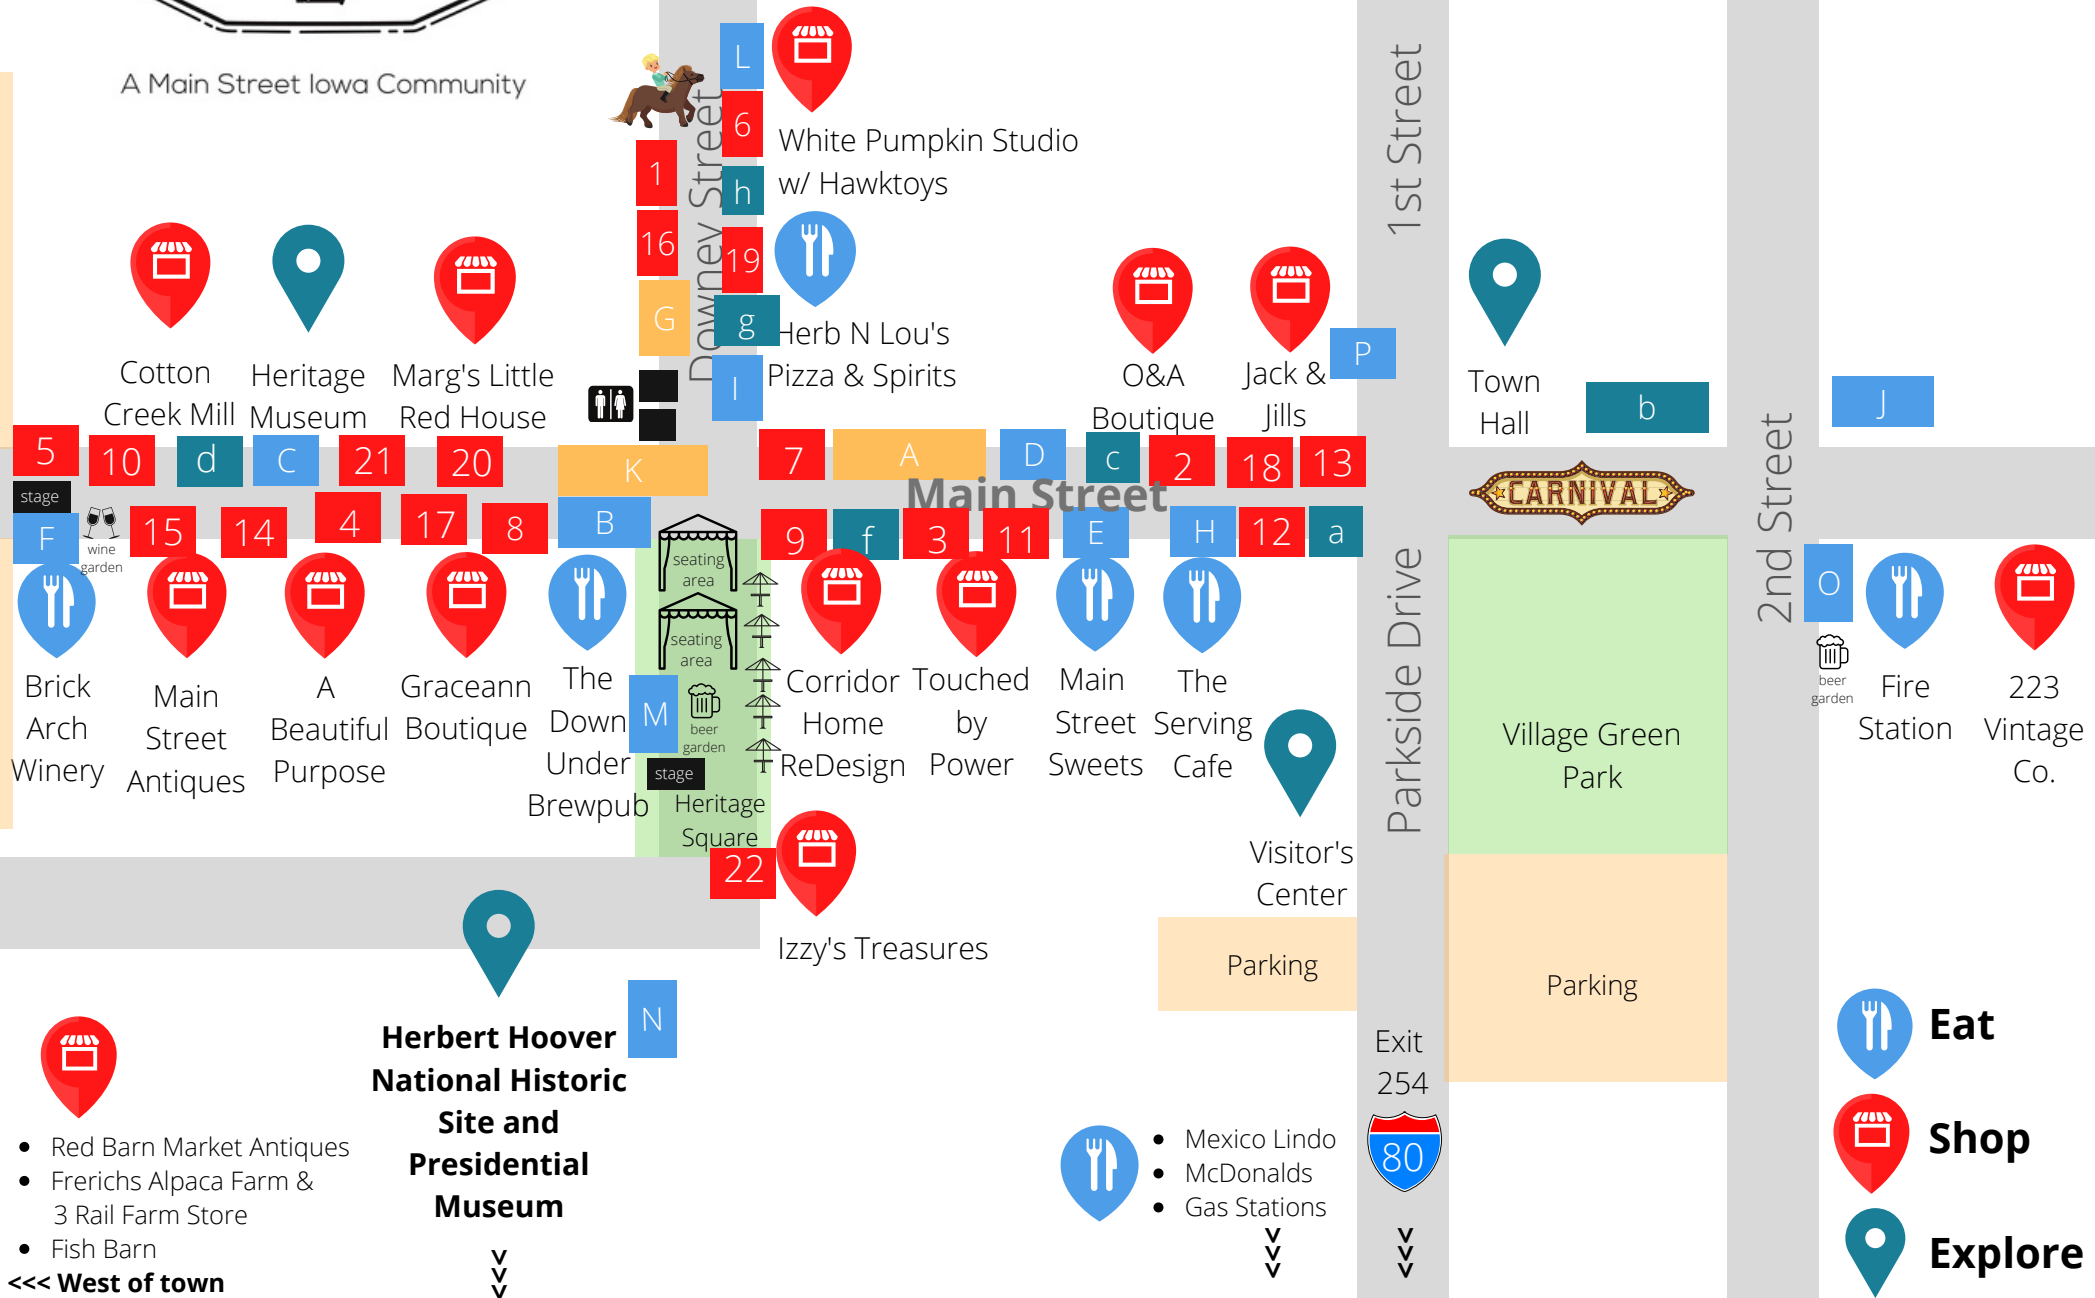 A Main Street Iowa Community
L
6
1
h
16
19
G
g
I
Downey Street
White Pumpkin Studio
w/ Hawktoys
Herb N Lou's
Pizza & Spirits
1st Street
Cotton
Creek Mill
Heritage
Museum
Marg's Little
Red House
O&A
Boutique
Jack &
Jills
P
Town
Hall
b
J
5
10
d
C
21
20
K
7
A
D
c
2
18
13
Main Street
CARNIVAL
2nd Street
stage
F
wine
garden
15
14
4
17
8
B
seating
area
seating
area
9
f
3
11
E
H
12
a
O
beer
garden
Brick
Arch
Winery
Main
Street
Antiques
A
Beautiful
Purpose
Graceann
Boutique
The
Down
Under
Brewpub
M
beer
garden
stage
Heritage
Square
Corridor
Home
ReDesign
Touched
by
Power
Main
Street
Sweets
The
Serving
Cafe
Parkside Drive
Village Green
Park
Fire
Station
223
Vintage
Co.
22
Izzy's Treasures
Visitor's
Center
Parking
Parking
N
Herbert Hoover
National Historic
Site and
Presidential
Museum
>>>
• Red Barn Market Antiques
• Frerichs Alpaca Farm &
3 Rail Farm Store
• Fish Barn
<<< West of town
• Mexico Lindo
• McDonalds
• Gas Stations
>>>
Exit
254
80
>>>
Eat
Shop
Explore